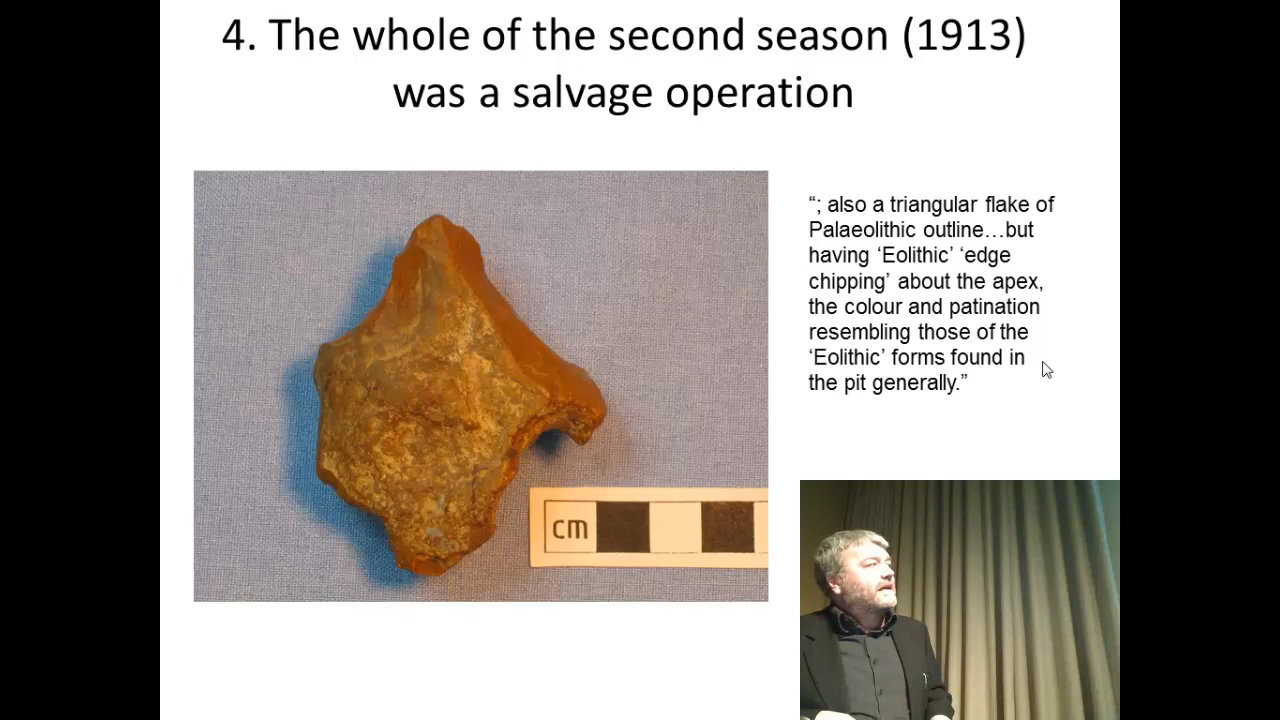 4. The whole of the second season (1913)
was a salvage operation
“; also a triangular flake of
Palaeolithic outline…but
having ‘Eolithic’ ‘edge
chipping’ about the apex,
the colour and patination
resembling those of the
‘Eolithic’ forms found in
the pit generally.”
cm